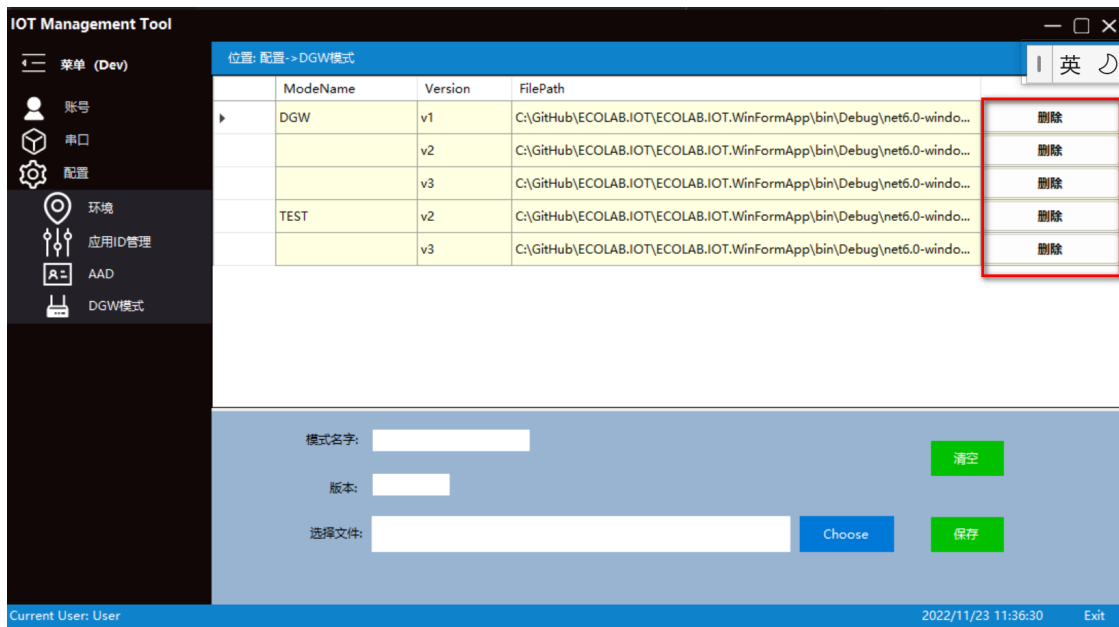 IOT Management Tool
菜单 (Dev)
位置: 配置->DGW模式
英
账号
串口
配置
环境
应用ID管理
AAD
DGW模式
ModeName Version FilePath
DGW v1 C:\GitHub\ECOLAB.IOT\ECOLAB.IOT.WinFormApp\bin\Debug\net6.0-windo... 删除
v2 C:\GitHub\ECOLAB.IOT\ECOLAB.IOT.WinFormApp\bin\Debug\net6.0-windo... 删除
v3 C:\GitHub\ECOLAB.IOT\ECOLAB.IOT.WinFormApp\bin\Debug\net6.0-windo... 删除
TEST v2 C:\GitHub\ECOLAB.IOT\ECOLAB.IOT.WinFormApp\bin\Debug\net6.0-windo... 删除
v3 C:\GitHub\ECOLAB.IOT\ECOLAB.IOT.WinFormApp\bin\Debug\net6.0-windo... 删除
模式名字:
清空
版本:
选择文件: Choose 保存
Current User: User 2022/11/23 11:36:30 Exit